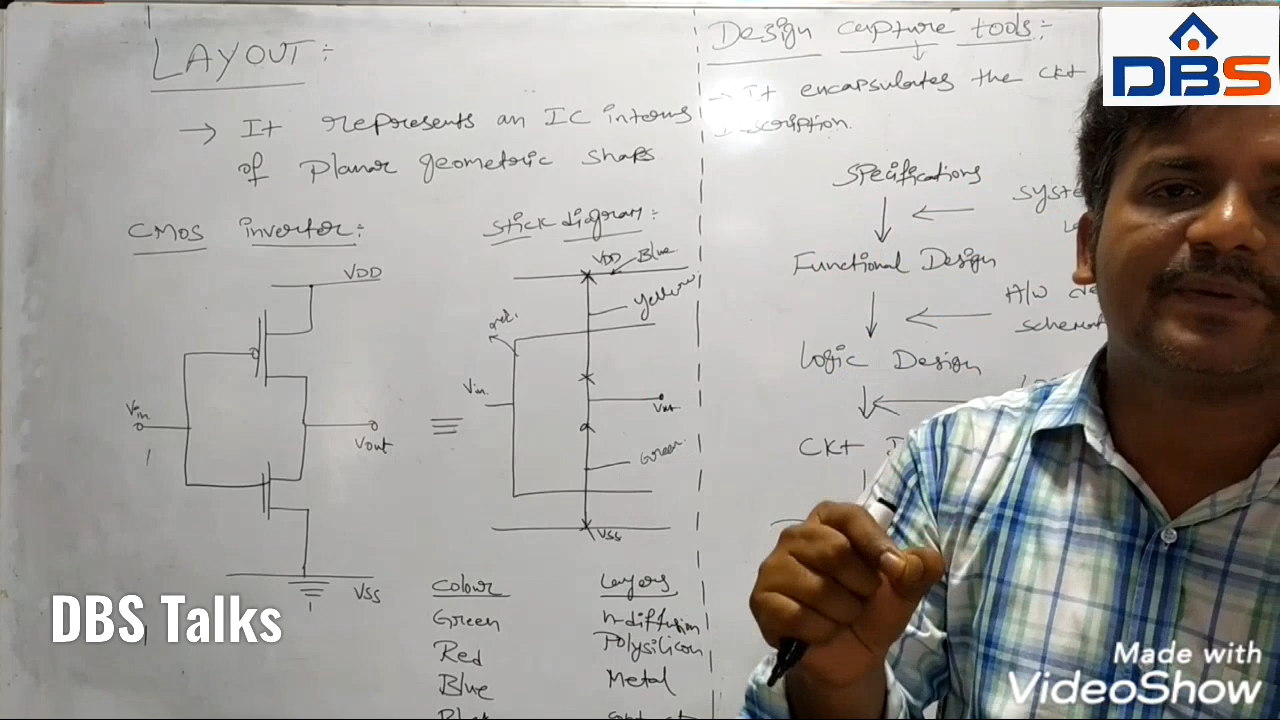 LAYOUT:
→ It represents an IC interms
of Planar geometric shaps
CMOS invertor:-
VDD
Vin
Vout
VSS
Stick diagram:-
VDD
Blue
Yellow
red.
Vin
Vout
Green
VSS
Colour Layers
Green n-diffusion
Red Polysilicon
Blue Metal
Design capture tools:-
→ It encapsulates the ckt
Specifications
Functional Design
Logic Design
Ckt
DBS
DBS Talks
Made with
VideoShow